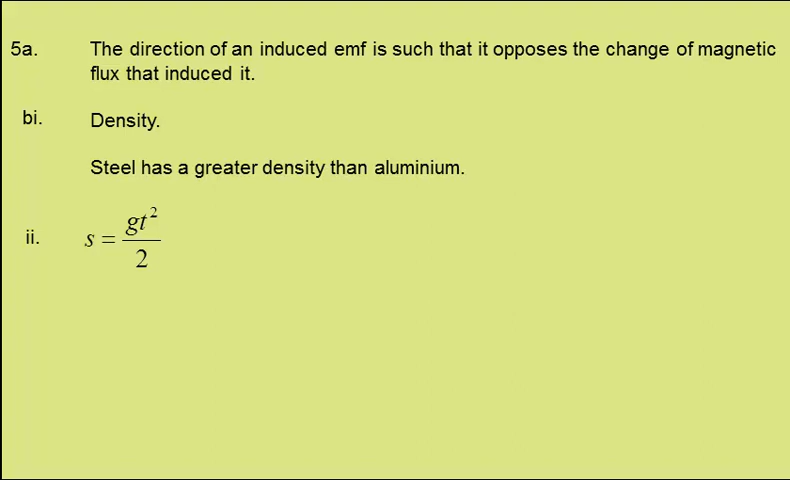 5a. The direction of an induced emf is such that it opposes the change of magnetic
flux that induced it.
bi. Density.
Steel has a greater density than aluminium.
ii. s = gt²/2